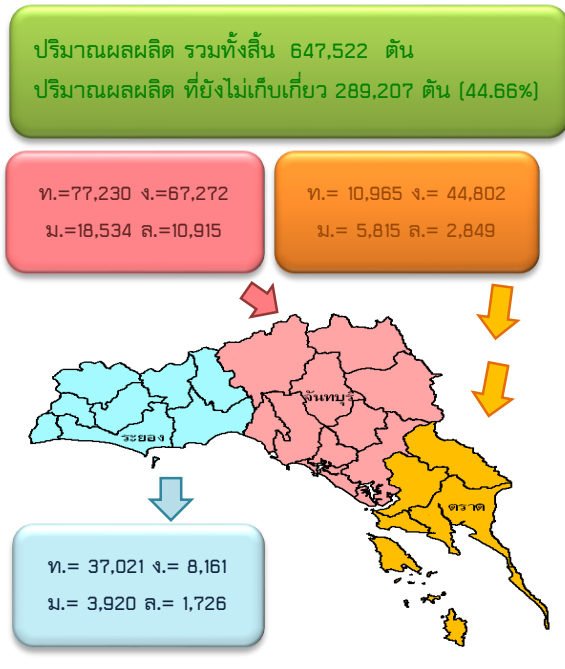 ปริมาณผลผลิต รวมทั้งสิ้น 647,522 ตัน
ปริมาณผลผลิต ที่ยังไม่เก็บเกี่ยว 289,207 ตัน (44.66%)
ท.=77,230 ง.=67,272
ม.=18,534 ล.=10,915
ท.= 10,965 ง.= 44,802
ม.= 5,815 ล.= 2,849
จันทบุรี
ระยอง
ตราด
ท.= 37,021 ง.= 8,161
ม.= 3,920 ล.= 1,726